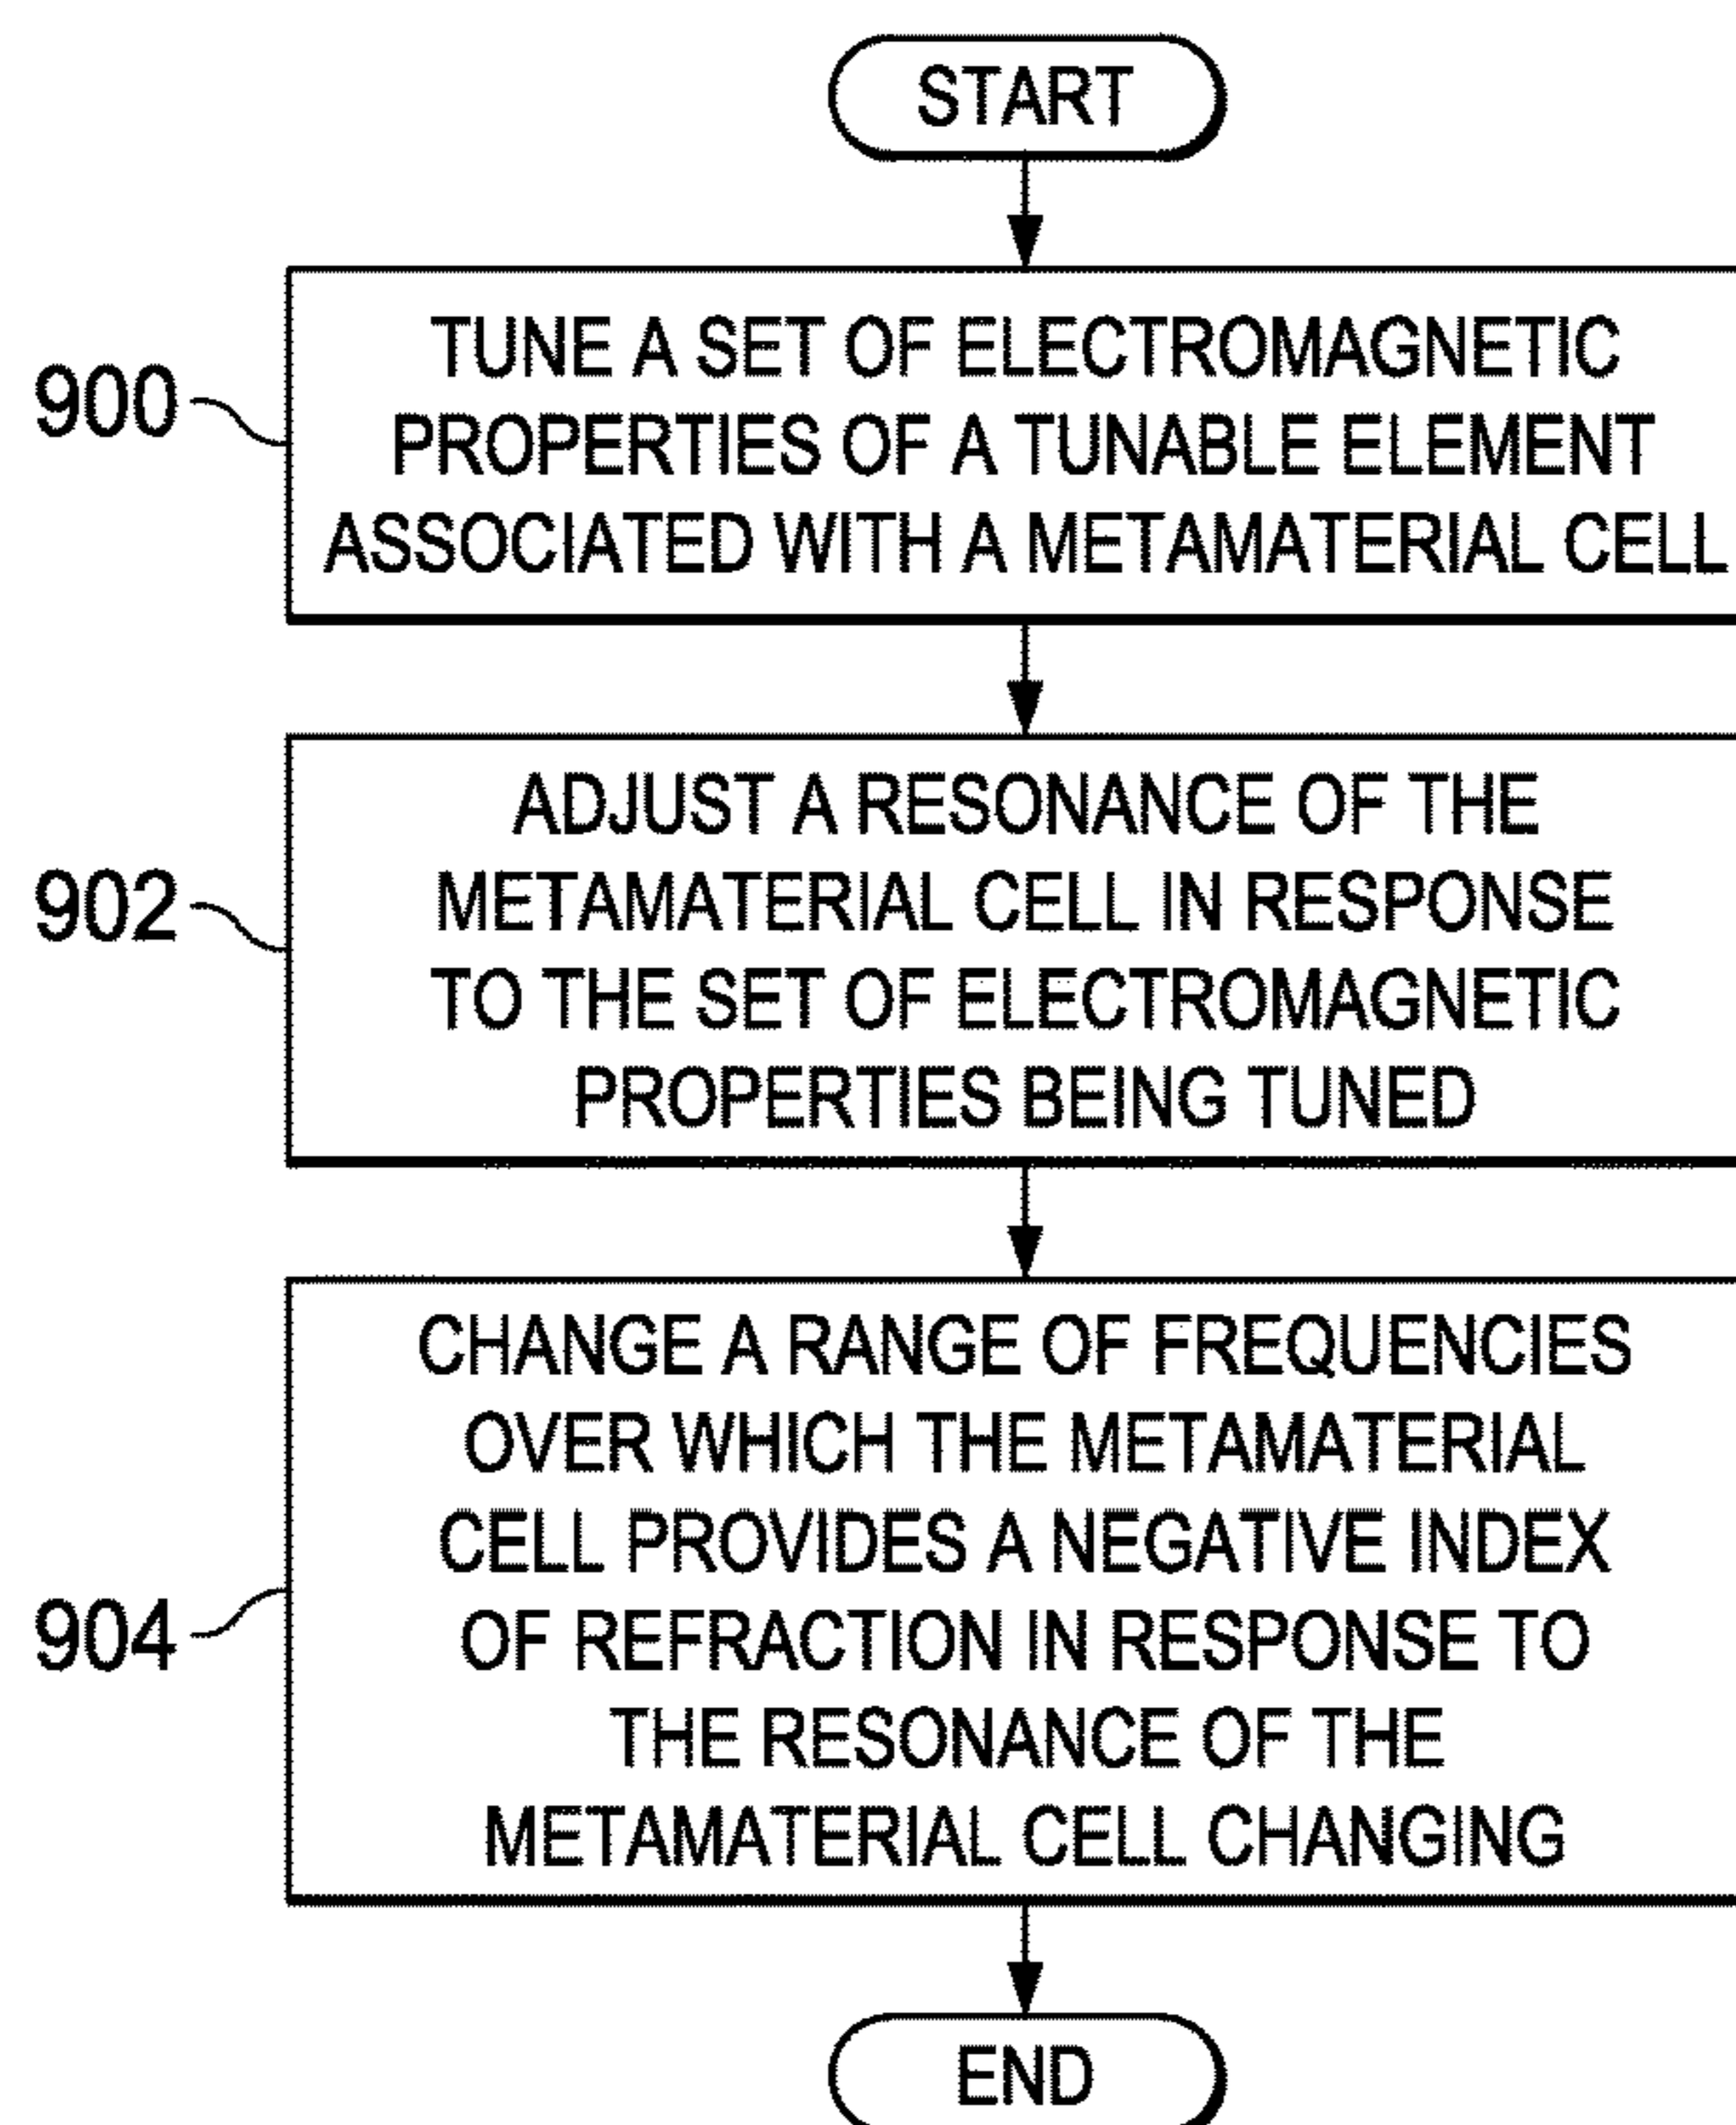 START
900
TUNE A SET OF ELECTROMAGNETIC
PROPERTIES OF A TUNABLE ELEMENT
ASSOCIATED WITH A METAMATERIAL CELL
902
ADJUST A RESONANCE OF THE
METAMATERIAL CELL IN RESPONSE
TO THE SET OF ELECTROMAGNETIC
PROPERTIES BEING TUNED
904
CHANGE A RANGE OF FREQUENCIES
OVER WHICH THE METAMATERIAL
CELL PROVIDES A NEGATIVE INDEX
OF REFRACTION IN RESPONSE TO
THE RESONANCE OF THE
METAMATERIAL CELL CHANGING
END